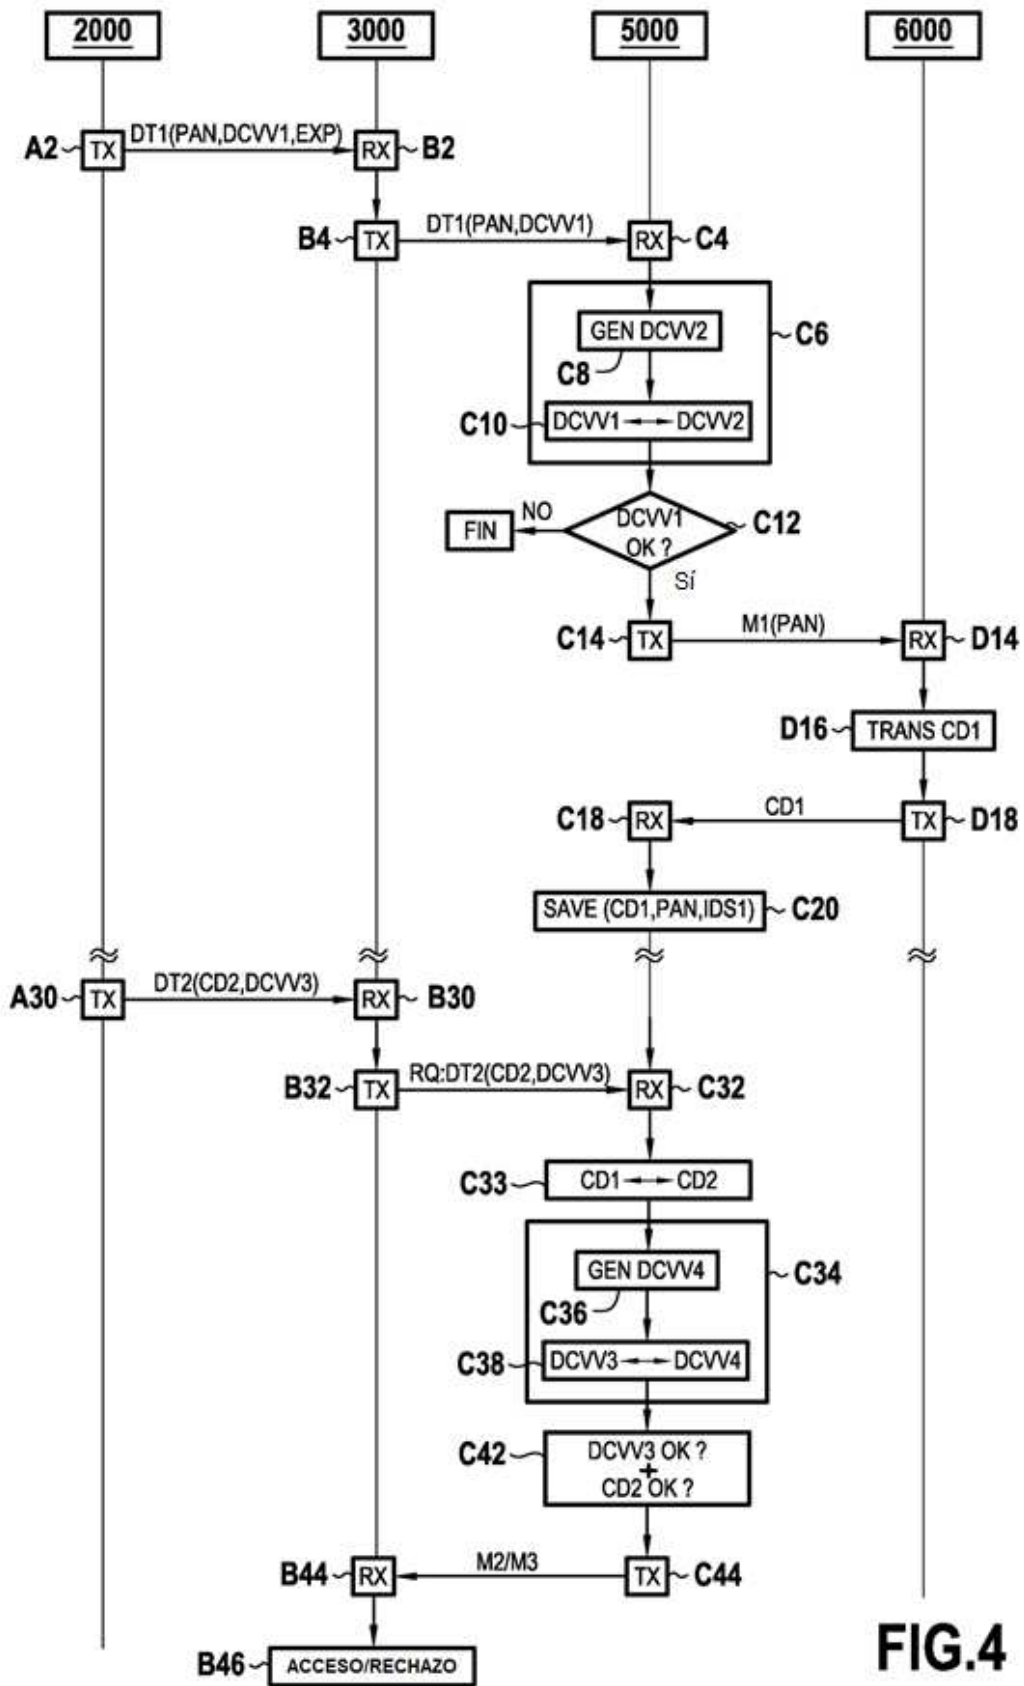 2000 3000 5000 6000
DT1(PAN,DCVV1,EXP)
A2 TX RX B2
DT1(PAN,DCVV1)
B4 TX RX C4
GEN DCVV2
C6
C8
C10 DCVV1 DCVV2
NO DCVV1 C12
FIN OK ?
Sí
M1(PAN)
C14 TX RX D14
D16 TRANS CD1
CD1
C18 RX TX D18
SAVE (CD1,PAN,IDS1) C20
DT2(CD2,DCVV3)
A30 TX RX B30
RQ:DT2(CD2,DCVV3)
B32 TX RX C32
C33 CD1 CD2
GEN DCVV4 C34
C36
C38 DCVV3 DCVV4
C42 DCVV3 OK ?
+
CD2 OK ?
M2/M3
B44 RX TX C44
B46 ACCESO/RECHAZO
FIG.4